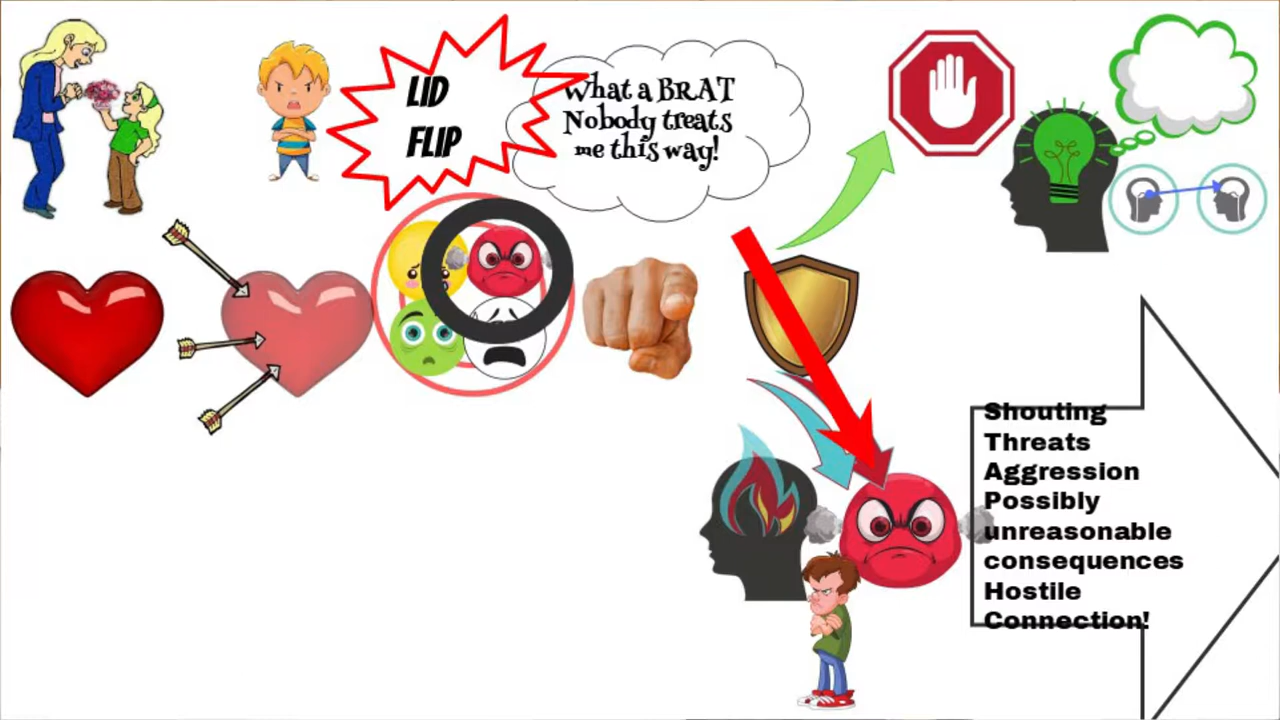 LID
FLIP
What a BRAT
Nobody treats
me this way!
Shouting
Threats
Aggression
Possibly
unreasonable
consequences
Hostile
Connection!